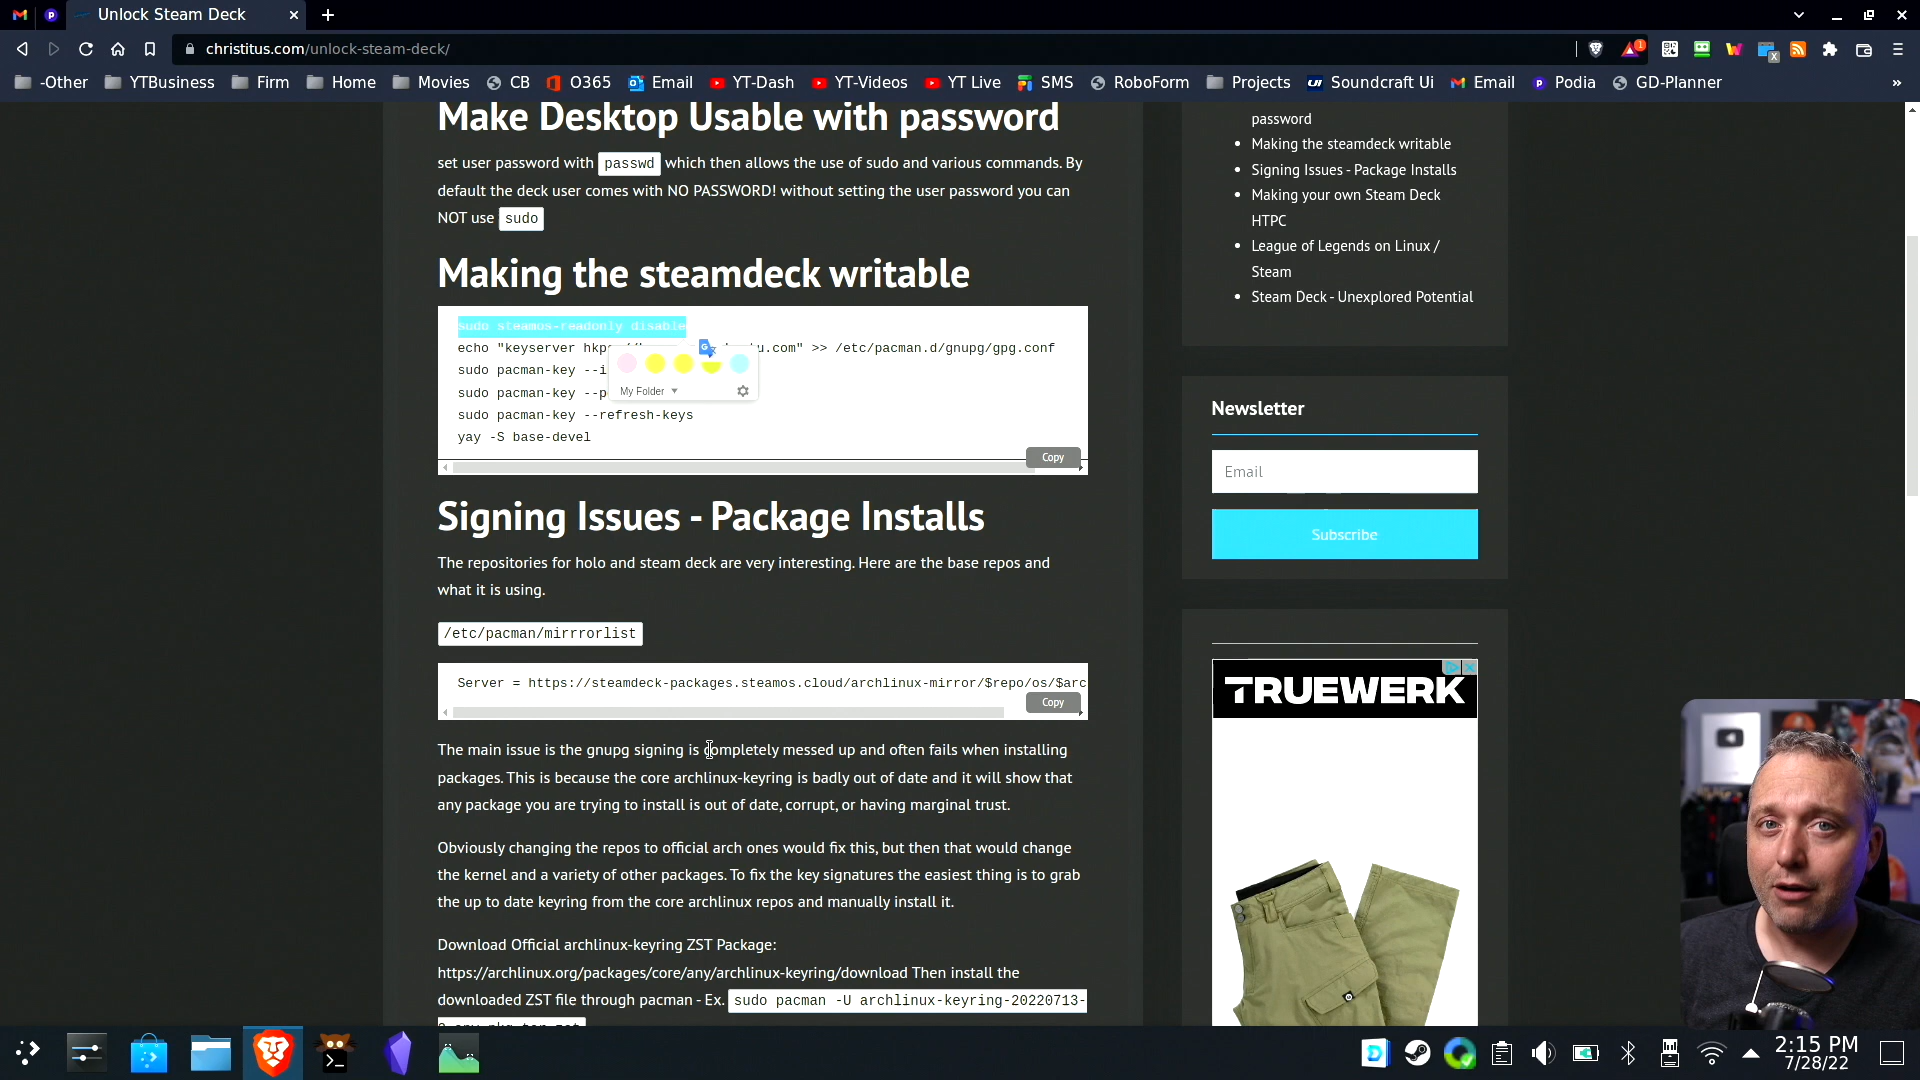 Unlock Steam Deck
christitus.com/unlock-steam-deck/
1
-Other
YTBusiness
Firm
Home
Movies
CB
O365
Email
YT-Dash
YT-Videos
YT Live
SMS
RoboForm
Projects
Soundcraft Ui
Email
Podia
GD-Planner
»
Make Desktop Usable with password
set user password with passwd which then allows the use of sudo and various commands. By
default the deck user comes with NO PASSWORD! without setting the user password you can
NOT use sudo
Making the steamdeck writable
sudo steamos-readonly disable
echo "keyserver hkps:// u.com" >> /etc/pacman.d/gnupg/gpg.conf
sudo pacman-key --i
sudo pacman-key --p
sudo pacman-key --refresh-keys
yay -S base-devel
My Folder
Copy
Signing Issues - Package Installs
The repositories for holo and steam deck are very interesting. Here are the base repos and
what it is using.
/etc/pacman/mirrrorlist
Server = https://steamdeck-packages.steamos.cloud/archlinux-mirror/$repo/os/$arc
Copy
The main issue is the gnupg signing is completely messed up and often fails when installing
packages. This is because the core archlinux-keyring is badly out of date and it will show that
any package you are trying to install is out of date, corrupt, or having marginal trust.
Obviously changing the repos to official arch ones would fix this, but then that would change
the kernel and a variety of other packages. To fix the key signatures the easiest thing is to grab
the up to date keyring from the core archlinux repos and manually install it.
Download Official archlinux-keyring ZST Package:
https://archlinux.org/packages/core/any/archlinux-keyring/download Then install the
downloaded ZST file through pacman - Ex. sudo pacman -U archlinux-keyring-20220713-
password
Making the steamdeck writable
Signing Issues - Package Installs
Making your own Steam Deck
HTPC
League of Legends on Linux /
Steam
Steam Deck - Unexplored Potential
Newsletter
Email
Subscribe
TRUEWERK
2:15 PM
7/28/22